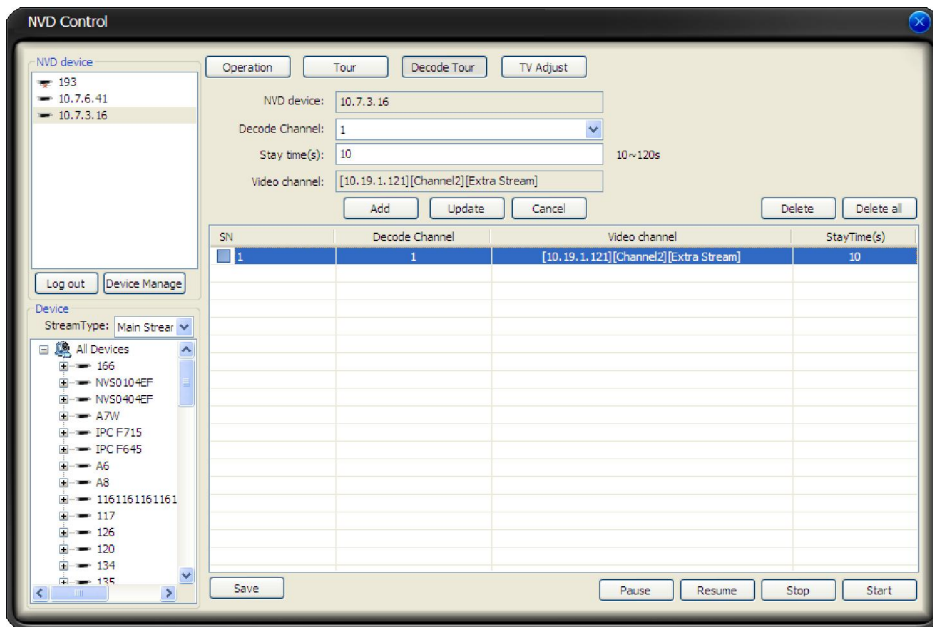 NVD Control
NVD device
193
10.7.6.41
10.7.3.16
Log out Device Manage
Device
StreamType: Main Strear
All Devices
166
NVS0104EF
NVS0404EF
A7W
IPC F715
IPC F645
A6
A8
1161161161161
117
126
120
134
135
Operation Tour Decode Tour TV Adjust
NVD device: 10.7.3.16
Decode Channel: 1
Stay time(s): 10 10~120s
Video channel: [10.19.1.121][Channel2][Extra Stream]
Add Update Cancel Delete Delete all
SN Decode Channel Video channel StayTime(s)
1 1 [10.19.1.121][Channel2][Extra Stream] 10
Save Pause Resume Stop Start